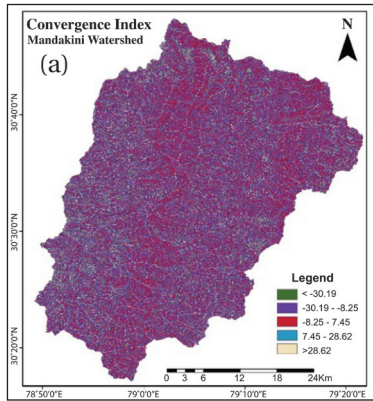 Convergence Index
Mandakini Watershed
(a)
N
30°40'0"N
30°30'0"N
30°20'0"N
Legend
< -30.19
-30.19 - -8.25
-8.25 - 7.45
7.45 - 28.62
>28.62
0 3 6 12 18 24Km
78°50'0"E 79°0'0"E 79°10'0"E 79°20'0"E